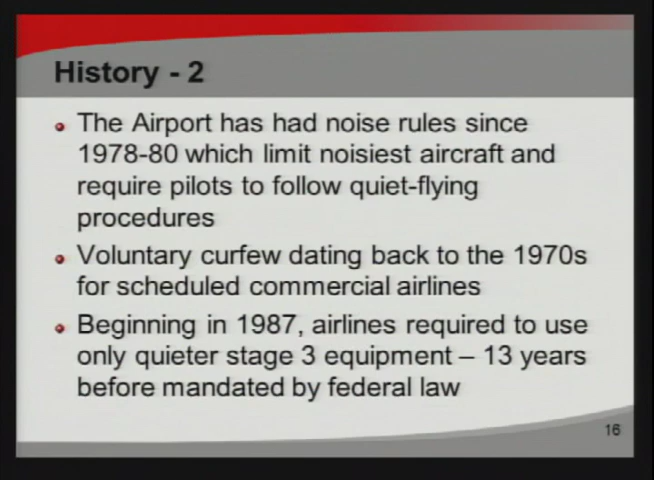 History - 2
The Airport has had noise rules since
1978-80 which limit noisiest aircraft and
require pilots to follow quiet-flying
procedures
Voluntary curfew dating back to the 1970s
for scheduled commercial airlines
Beginning in 1987, airlines required to use
only quieter stage 3 equipment – 13 years
before mandated by federal law
16